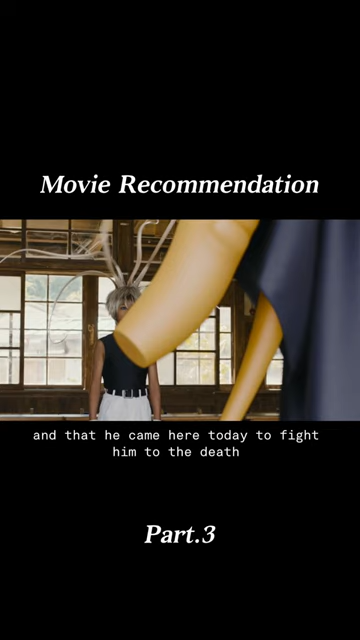 Movie Recommendation
and that he came here today to fight
him to the death
Part.3